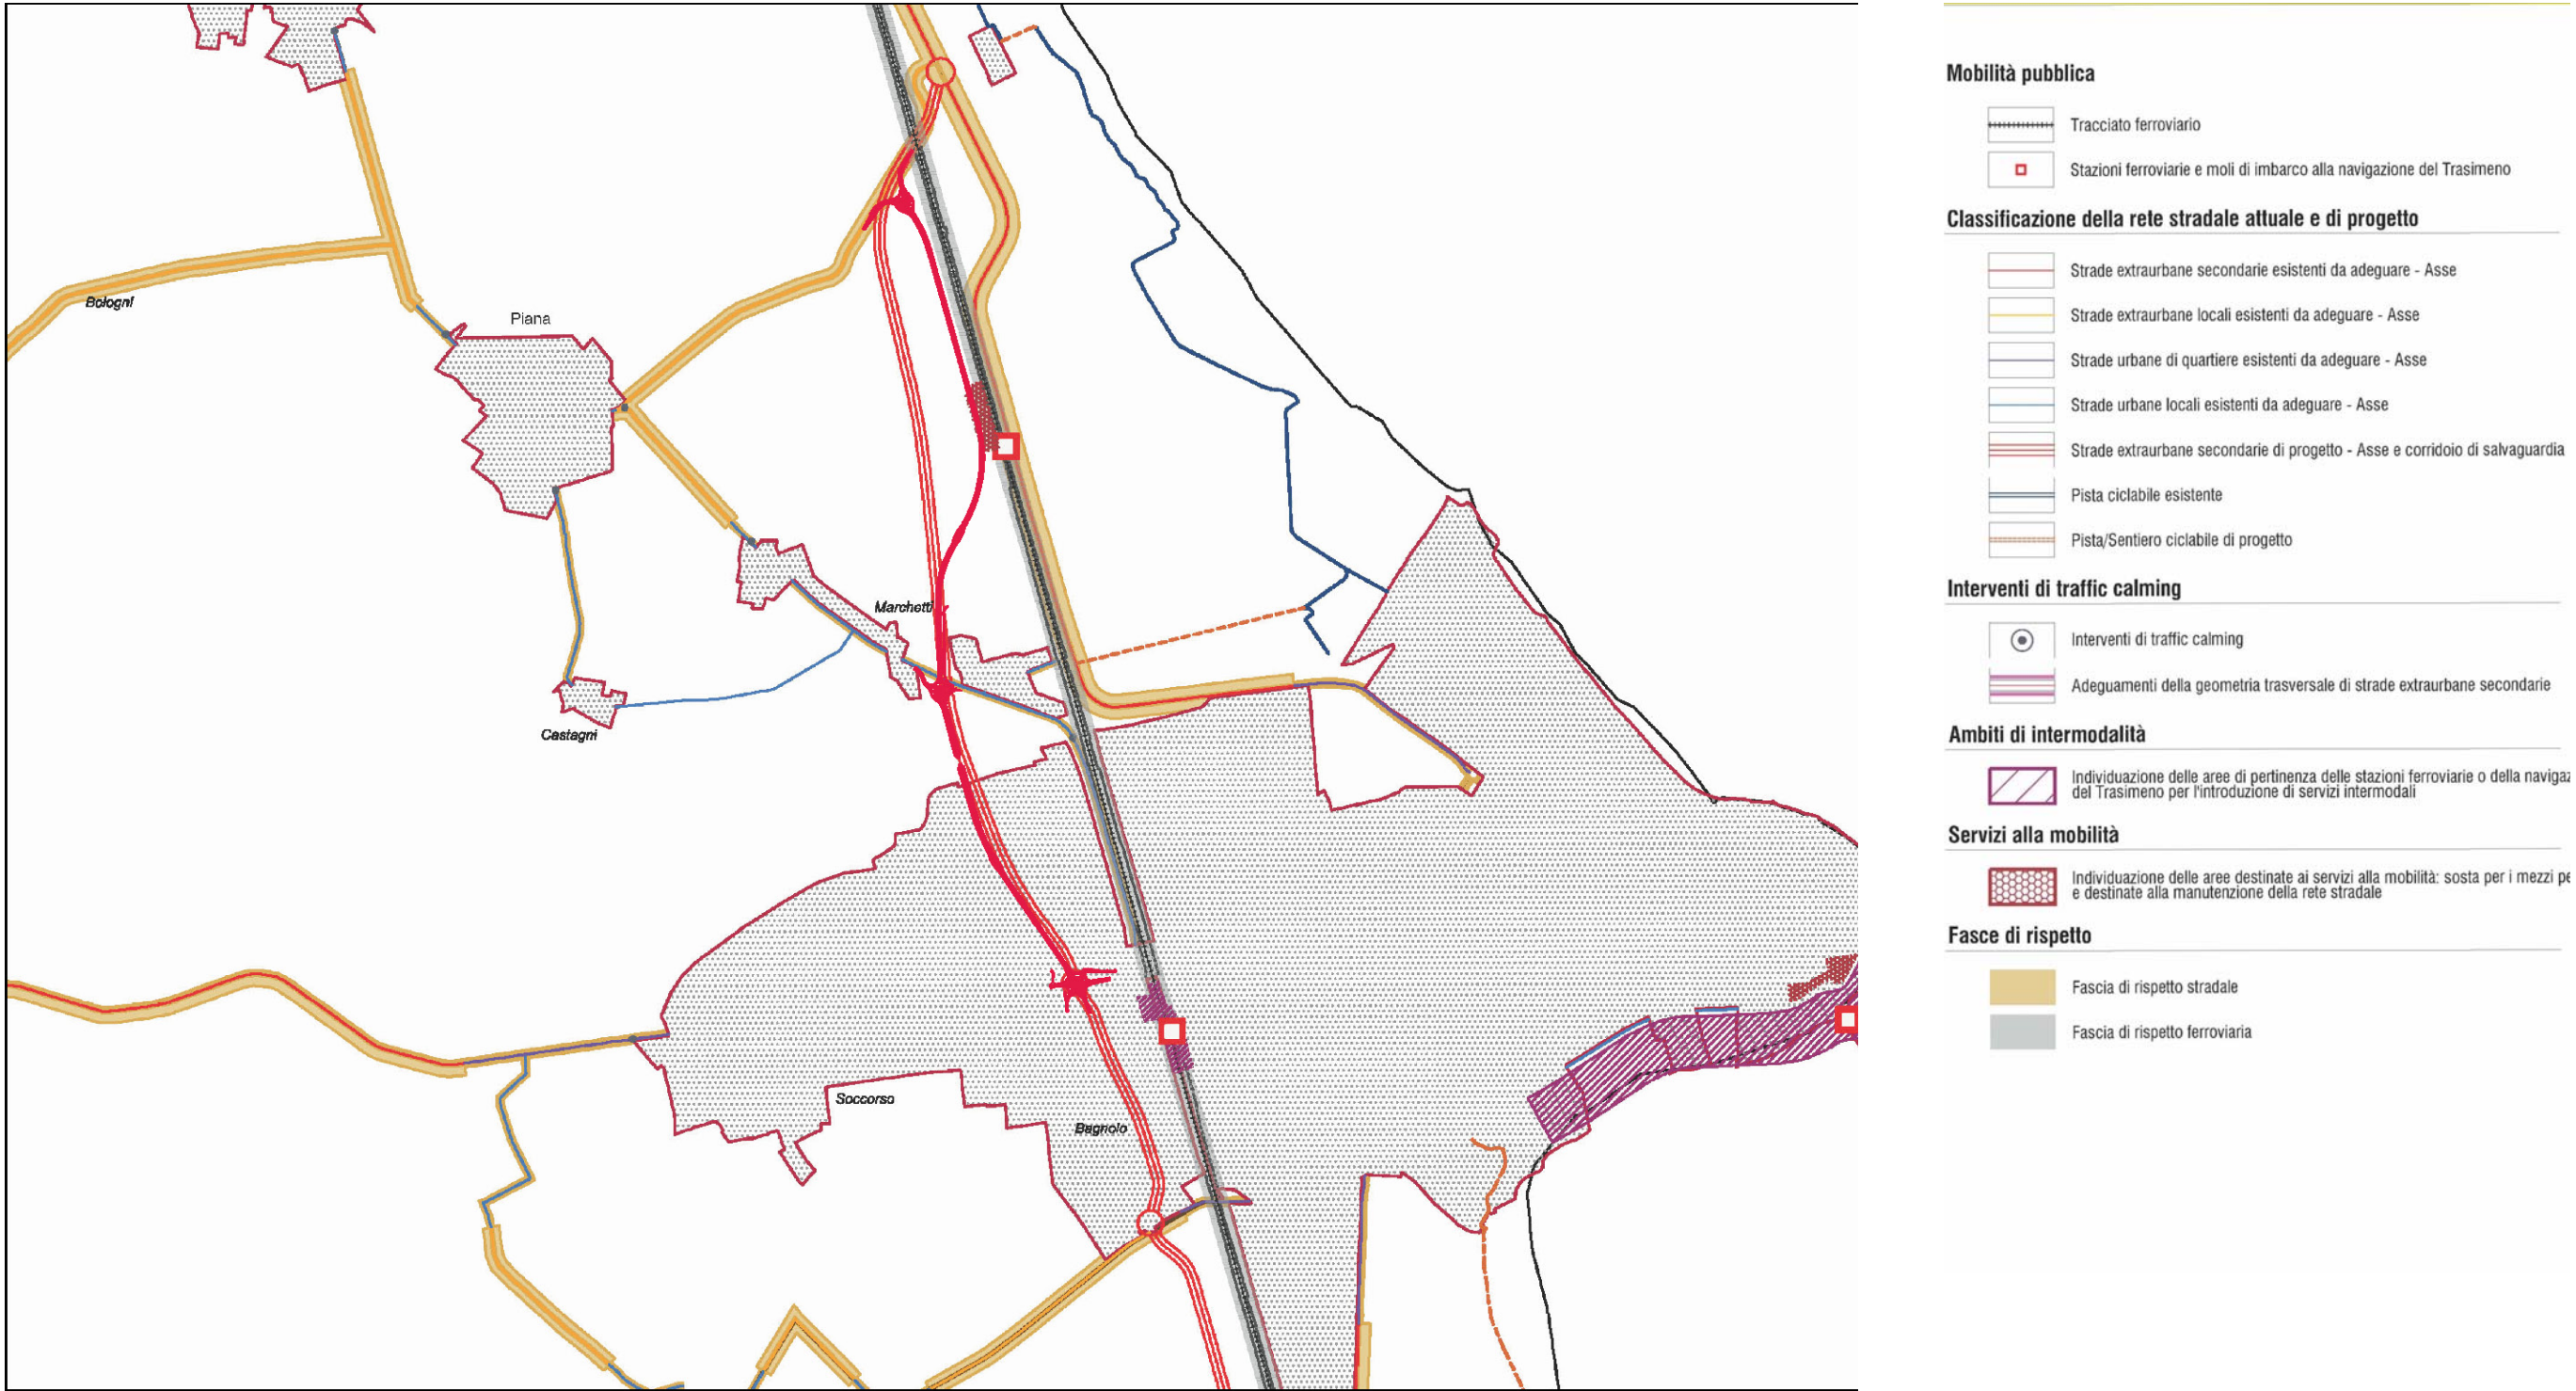 Bologni
Piana
Marchetti
Castagni
Soccorso
Bagnolo
Mobilità pubblica
Tracciato ferroviario
Stazioni ferroviarie e moli di imbarco alla navigazione del Trasimeno
Classificazione della rete stradale attuale e di progetto
Strade extraurbane secondarie esistenti da adeguare - Asse
Strade extraurbane locali esistenti da adeguare - Asse
Strade urbane di quartiere esistenti da adeguare - Asse
Strade urbane locali esistenti da adeguare - Asse
Strade extraurbane secondarie di progetto - Asse e corridoio di salvaguardia
Pista ciclabile esistente
Pista/Sentiero ciclabile di progetto
Interventi di traffic calming
Interventi di traffic calming
Adeguamenti della geometria trasversale di strade extraurbane secondarie
Ambiti di intermodalità
Individuazione delle aree di pertinenza delle stazioni ferroviarie o della navigaz
del Trasimeno per l'introduzione di servizi intermodali
Servizi alla mobilità
Individuazione delle aree destinate ai servizi alla mobilità: sosta per i mezzi pe
e destinate alla manutenzione della rete stradale
Fasce di rispetto
Fascia di rispetto stradale
Fascia di rispetto ferroviaria